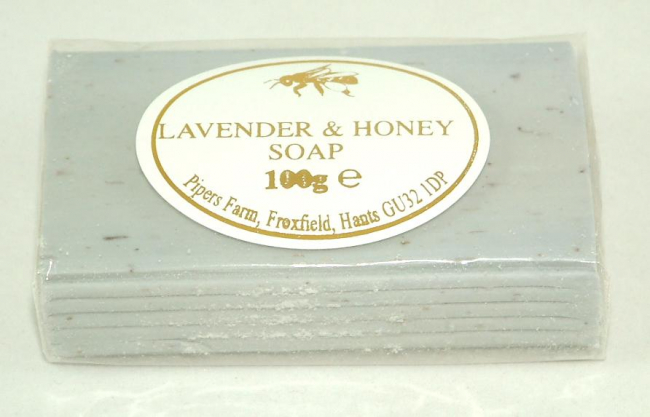 LAVENDER & HONEY
SOAP
100g e
Pipers Farm, Froxfield, Hants GU32 1DP